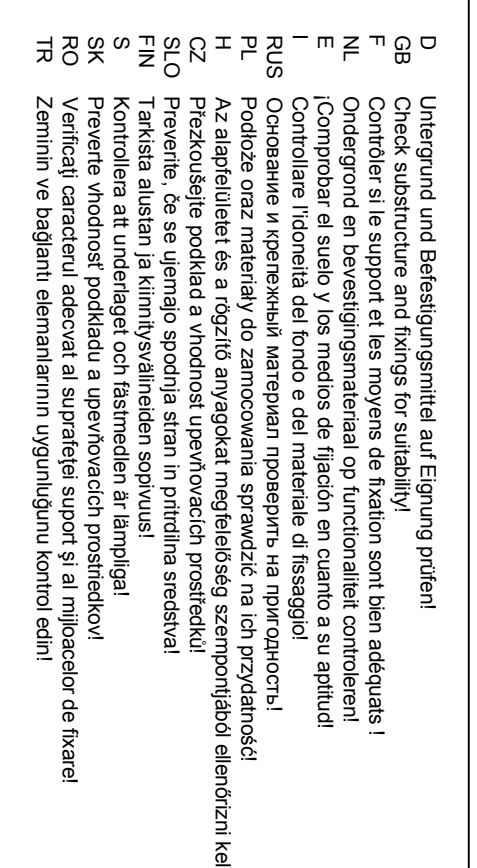 D Untergrund und Befestigungsmittel auf Eignung prüfen!
GB Check substructure and fixings for suitability!
F Contrôler si le support et les moyens de fixation sont bien adéquats !
NL Ondergrond en bevestigingsmateriaal op functionaliteit controleren!
E ¡Comprobar el suelo y los medios de fijación en cuanto a su aptitud!
I Controllare l'idoneità del fondo e del materiale di fissaggio!
RUS Основание и крепежный материал проверить на пригодность!
PL Podłoże oraz materiały do zamocowania sprawdzić na ich przydatność!
H Az alapfelületet és a rögzítő anyagokat megfelelőség szempontjából ellenőrizni kel
CZ Přezkoušejte podklad a vhodnost upevňovacích prostředků!
SLO Preverite, če se ujemajo spodnja stran in pritrdilna sredstva!
FIN Tarkista alustan ja kiinnitysvälineiden sopivuus!
S Kontrollera att underlaget och fästmedlen är lämpliga!
SK Preverte vhodnosť podkladu a upevňovacích prostriedkov!
RO Verificaţi caracterul adecvat al suprafeţei suport şi al mijloacelor de fixare!
TR Zeminin ve bağlantı elemanlarının uygunluğunu kontrol edin!